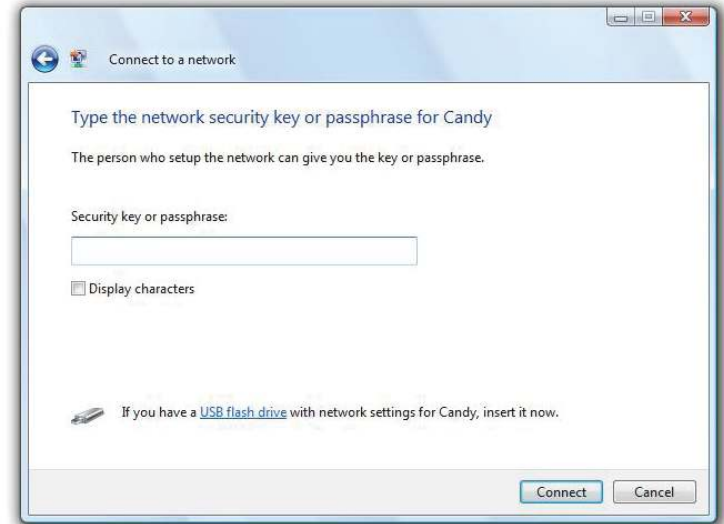 Connect to a network
Type the network security key or passphrase for Candy
The person who setup the network can give you the key or passphrase.
Security key or passphrase:
Display characters
If you have a USB flash drive with network settings for Candy, insert it now.
Connect Cancel